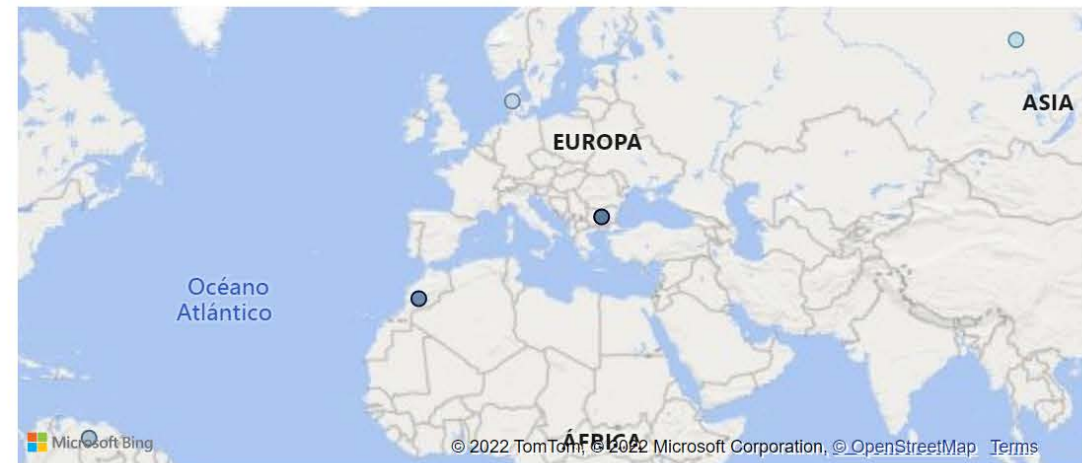 ASIA
EUROPA
Océano
Atlántico
ÁFRICA
Microsoft Bing
© 2022 TomTom, © 2022 Microsoft Corporation, © OpenStreetMap Terms